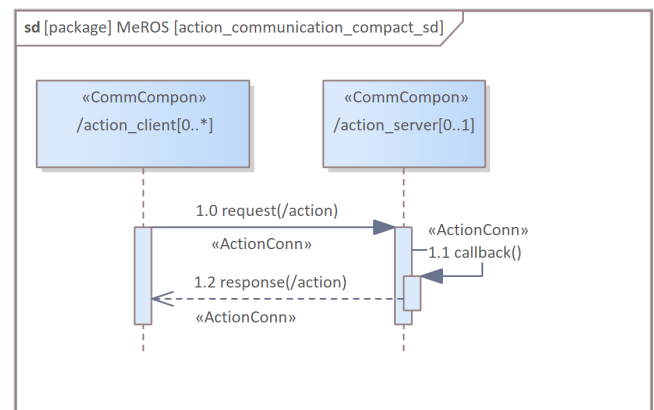 sd [package] MeROS [action_communication_compact_sd]
«CommCompon»
/action_client[0..*]
«CommCompon»
/action_server[0..1]
1.0 request(/action)
«ActionConn»
«ActionConn»
1.1 callback()
1.2 response(/action)
«ActionConn»